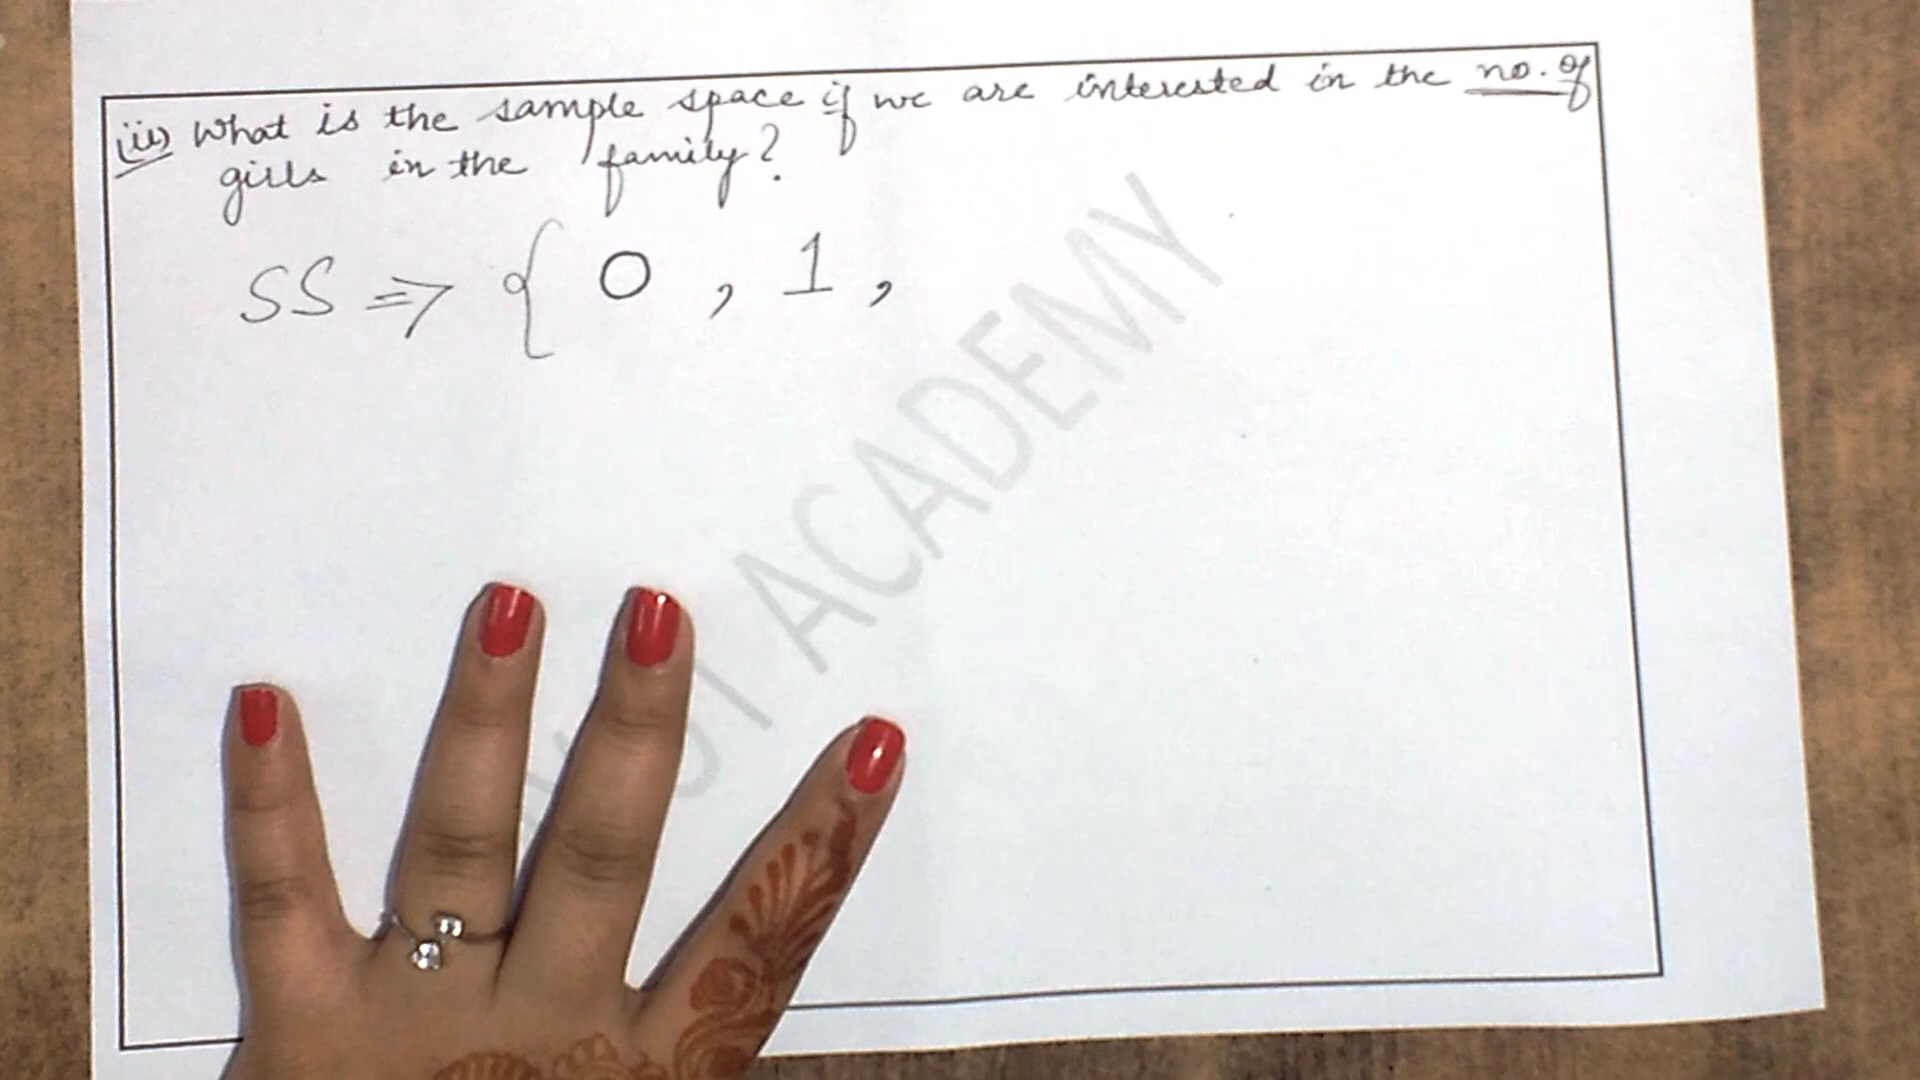 (ii) What is the sample space if we are interested in the no. of
girls in the family?
SS => { 0 , 1 ,
ACADEMY